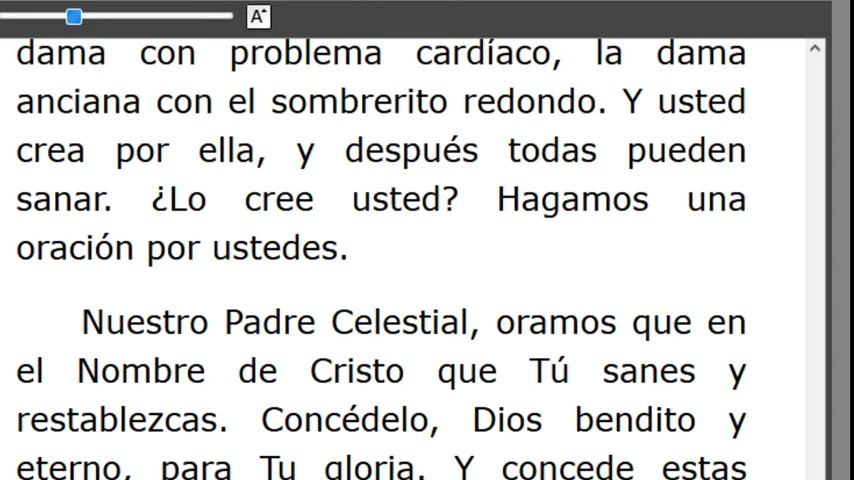 A
dama con problema cardíaco, la dama
anciana con el sombrerito redondo. Y usted
crea por ella, y después todas pueden
sanar. ¿Lo cree usted? Hagamos una
oración por ustedes.
Nuestro Padre Celestial, oramos que en
el Nombre de Cristo que Tú sanes y
restablezcas. Concédelo, Dios bendito y
eterno, para Tu gloria. Y concede estas